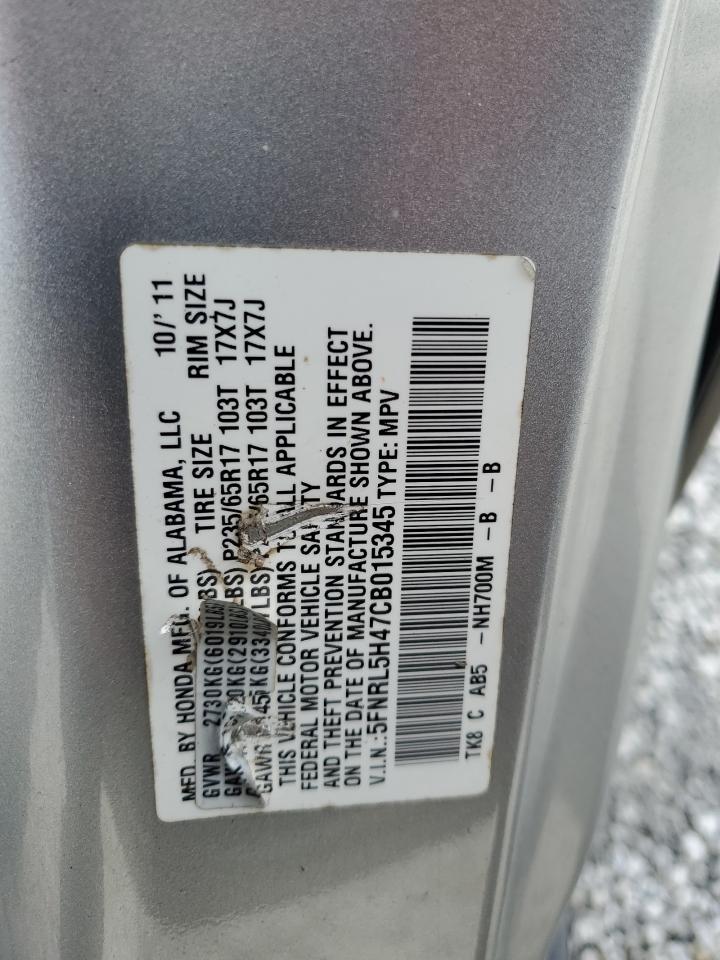 MFD. BY HONDA MFG. OF ALABAMA, LLC 10/'11
GVWR 2730KG(6019LBS) TIRE SIZE RIM SIZE
P235/65R17 103T 17X7J
65R17 103T 17X7J
THIS VEHICLE CONFORMS TO ALL APPLICABLE
FEDERAL MOTOR VEHICLE SAFETY
AND THEFT PREVENTION STANDARDS IN EFFECT
ON THE DATE OF MANUFACTURE SHOWN ABOVE.
V.I.N.:5FNRL5H47CB015345 TYPE: MPV
TK8 C AB5 -NH700M -B -B